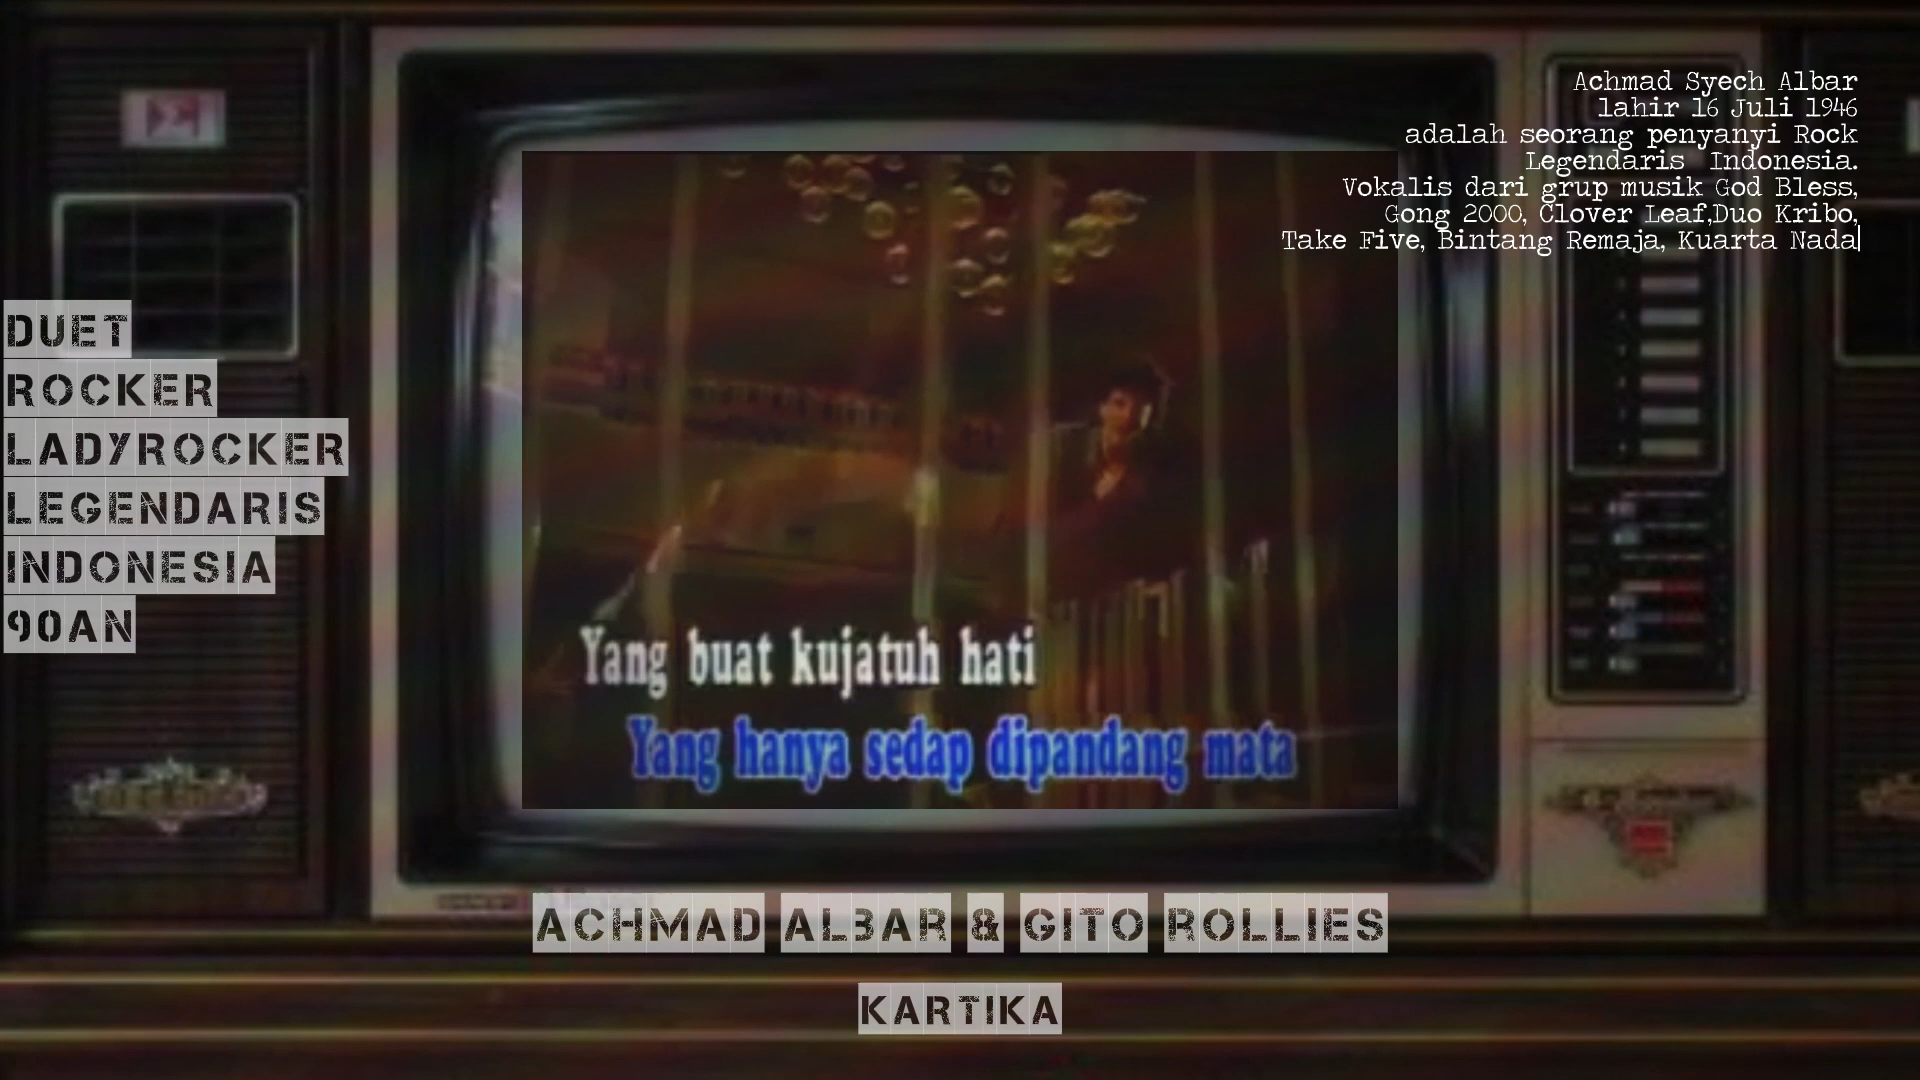 Achmad Syech Albar
lahir 16 Juli 1946
adalah seorang penyanyi Rock
Legendaris Indonesia.
Vokalis dari grup musik God Bless,
Gong 2000, Clover Leaf,Duo Kribo,
Take Five, Bintang Remaja, Kuarta Nada
DUET
ROCKER
LADYROCKER
LEGENDARIS
INDONESIA
90AN
Yang buat kujatuh hati
Yang hanya sedap dipandang mata
ACHMAD ALBAR & GITO ROLLIES
KARTIKA